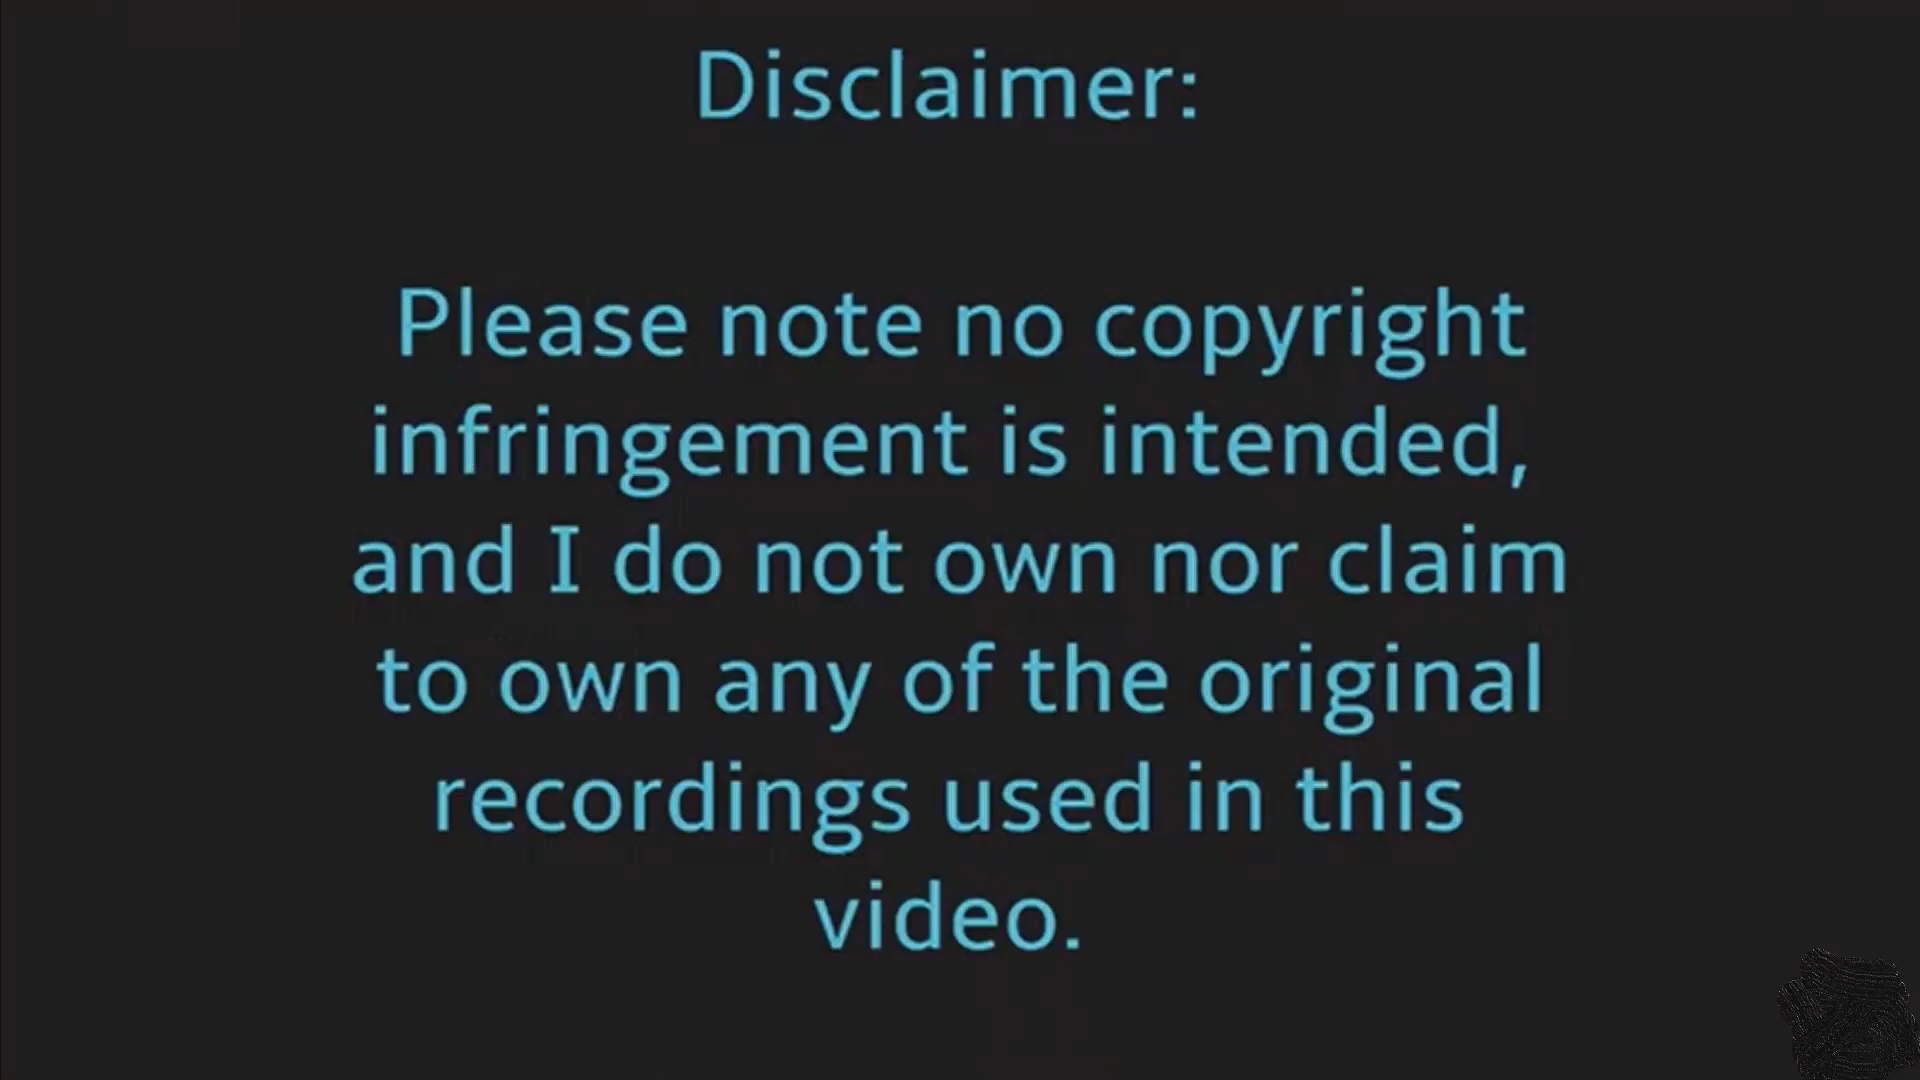 Disclaimer:
Please note no copyright
infringement is intended,
and I do not own nor claim
to own any of the original
recordings used in this
video.